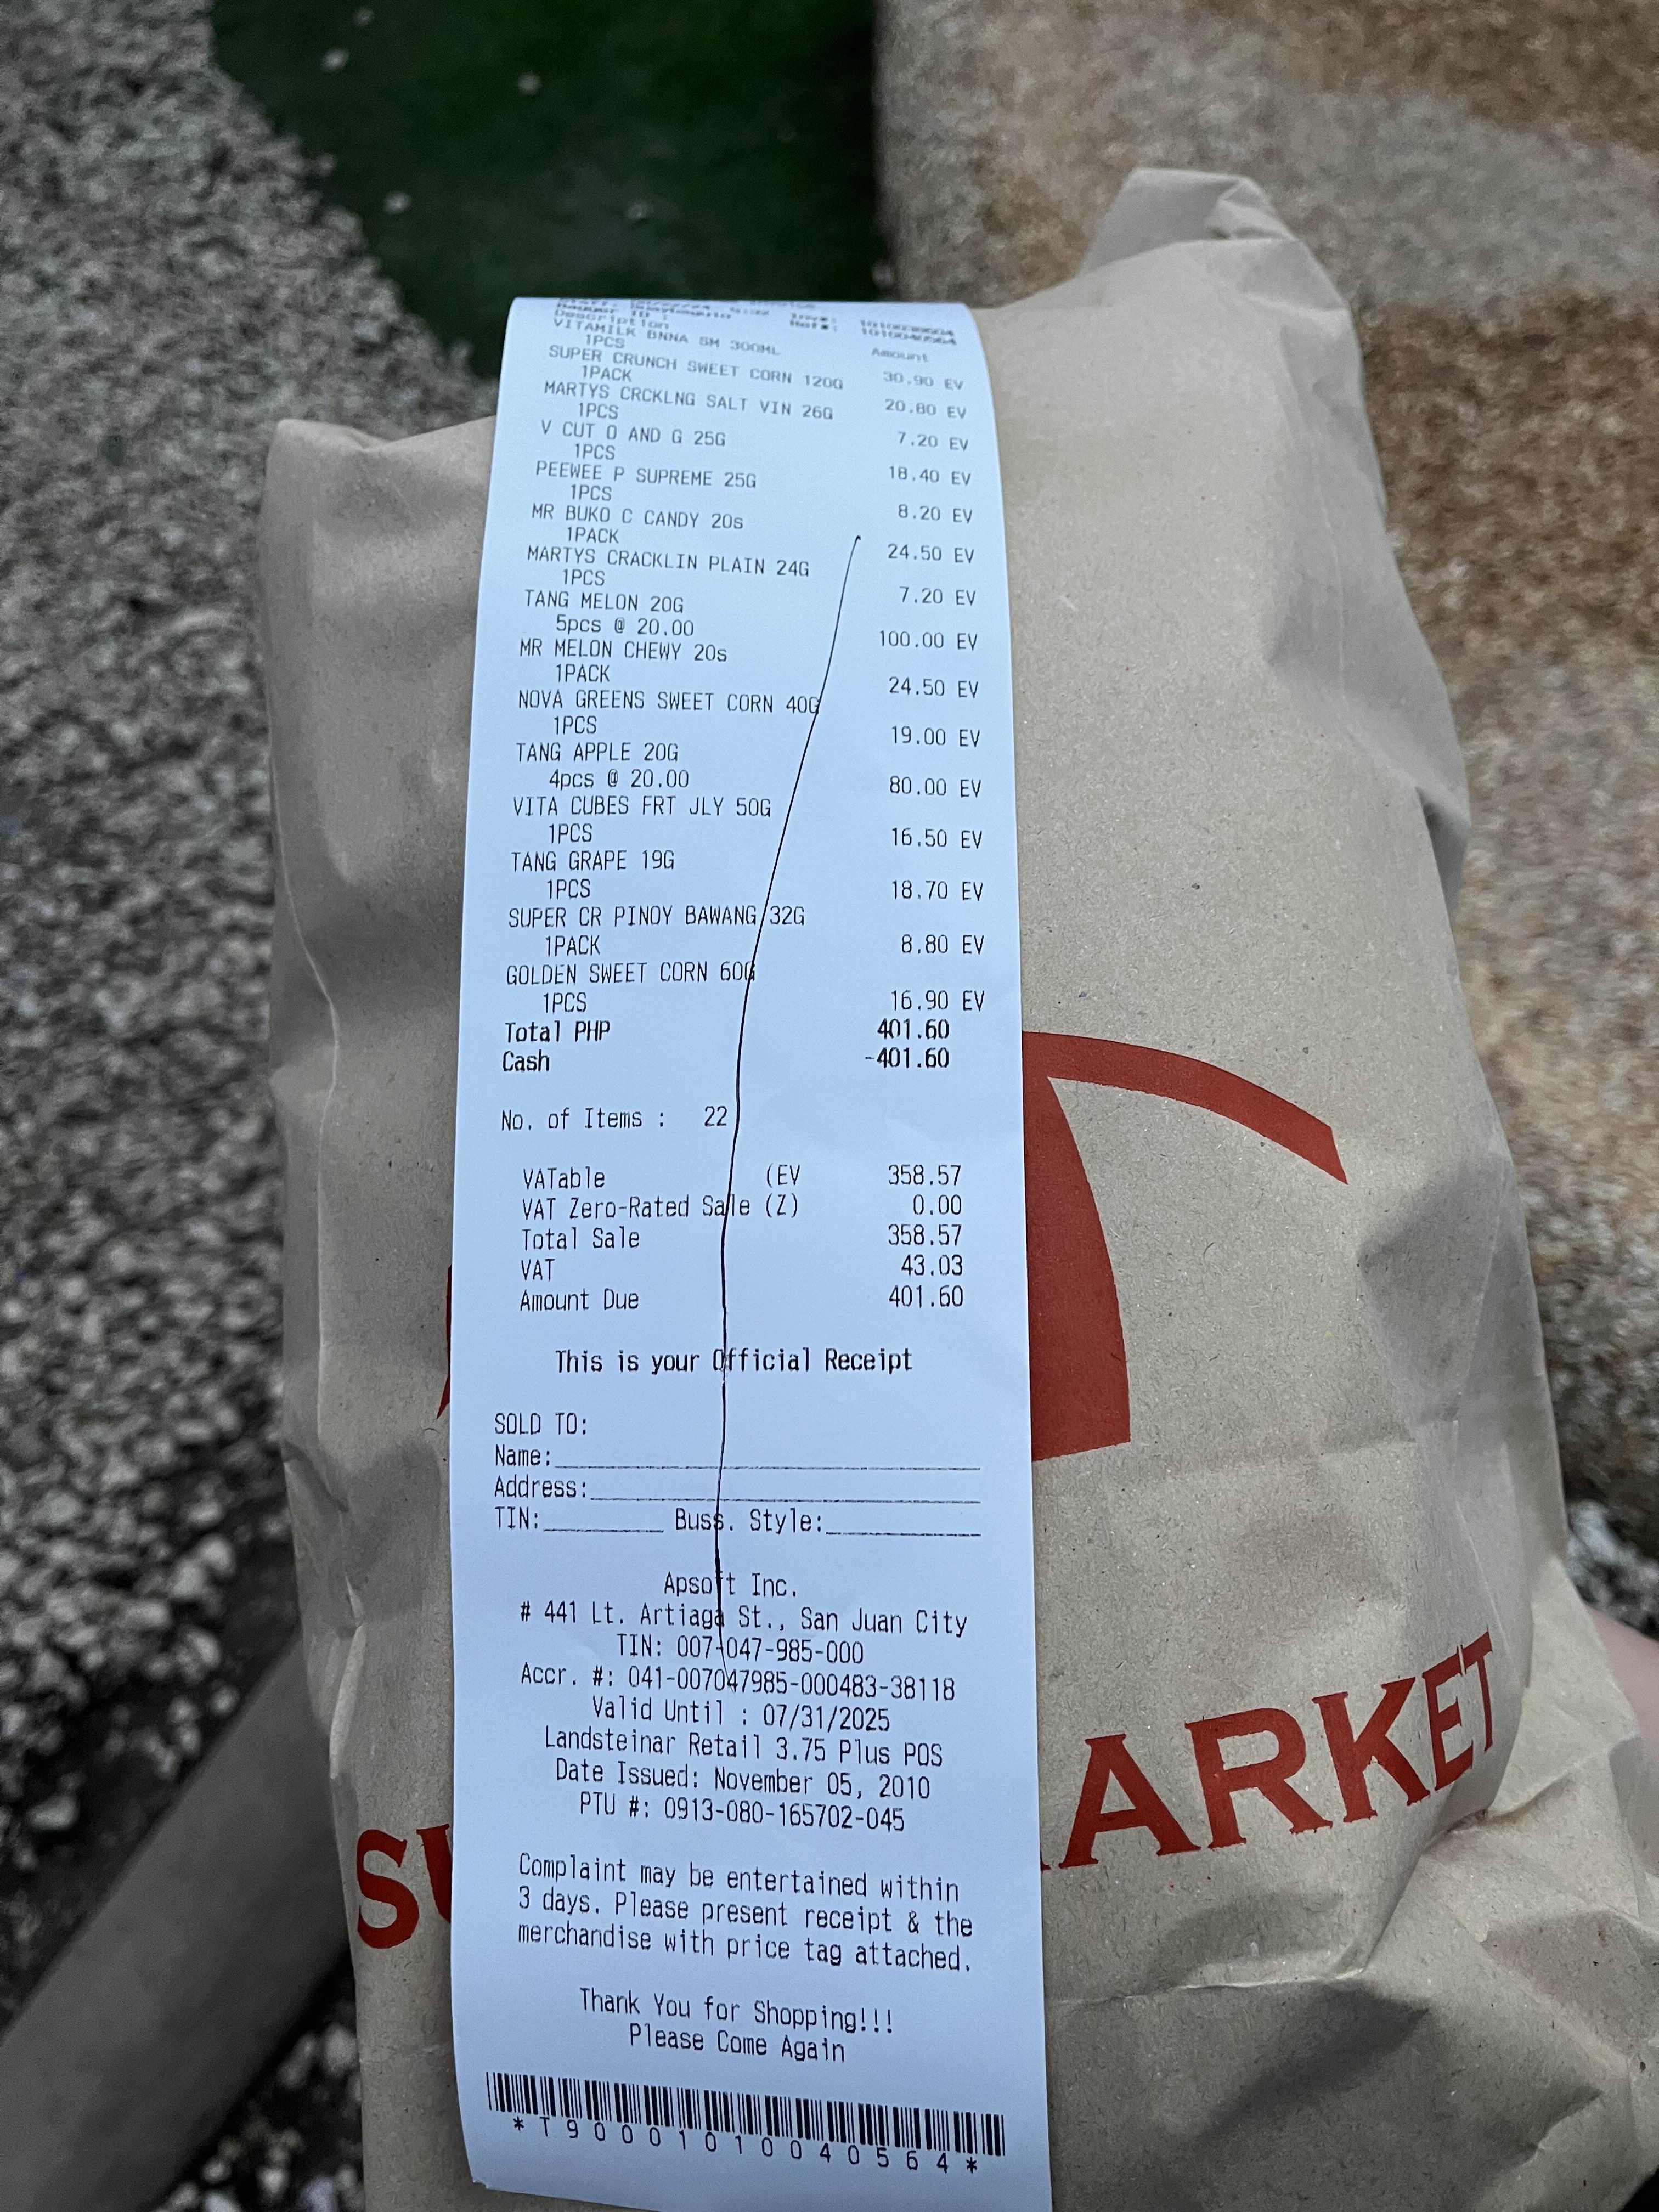 Description
Amount
VITAMILK BNNA SM 300ML
1PCS 30.90 EV
SUPER CRUNCH SWEET CORN 120G
1PACK 20.80 EV
MARTYS CRCKLNG SALT VIN 26G
1PCS 7.20 EV
V CUT O AND G 25G
1PCS 18.40 EV
PEEWEE P SUPREME 25G
1PCS 8.20 EV
MR BUKO C CANDY 20s
1PACK 24.50 EV
MARTYS CRACKLIN PLAIN 24G
1PCS 7.20 EV
TANG MELON 20G
5pcs @ 20.00 100.00 EV
MR MELON CHEWY 20s
1PACK 24.50 EV
NOVA GREENS SWEET CORN 40G
1PCS 19.00 EV
TANG APPLE 20G
4pcs @ 20.00 80.00 EV
VITA CUBES FRT JLY 50G
1PCS 16.50 EV
TANG GRAPE 19G
1PCS 18.70 EV
SUPER CR PINOY BAWANG 32G
1PACK 8.80 EV
GOLDEN SWEET CORN 60G
1PCS 16.90 EV
Total PHP 401.60
Cash -401.60
No. of Items : 22
VATable (EV 358.57
VAT Zero-Rated Sale (Z) 0.00
Total Sale 358.57
VAT 43.03
Amount Due 401.60
This is your Official Receipt
SOLD TO:
Name:
Address:
TIN: Buss. Style:
Apsoft Inc.
# 441 Lt. Artiaga St., San Juan City
TIN: 007-047-985-000
Accr. #: 041-007047985-000483-38118
Valid Until : 07/31/2025
Landsteinar Retail 3.75 Plus POS
Date Issued: November 05, 2010
PTU #: 0913-080-165702-045
Complaint may be entertained within
3 days. Please present receipt & the
merchandise with price tag attached.
Thank You for Shopping!!!
Please Come Again
*T90001010040564*
SU ARKET